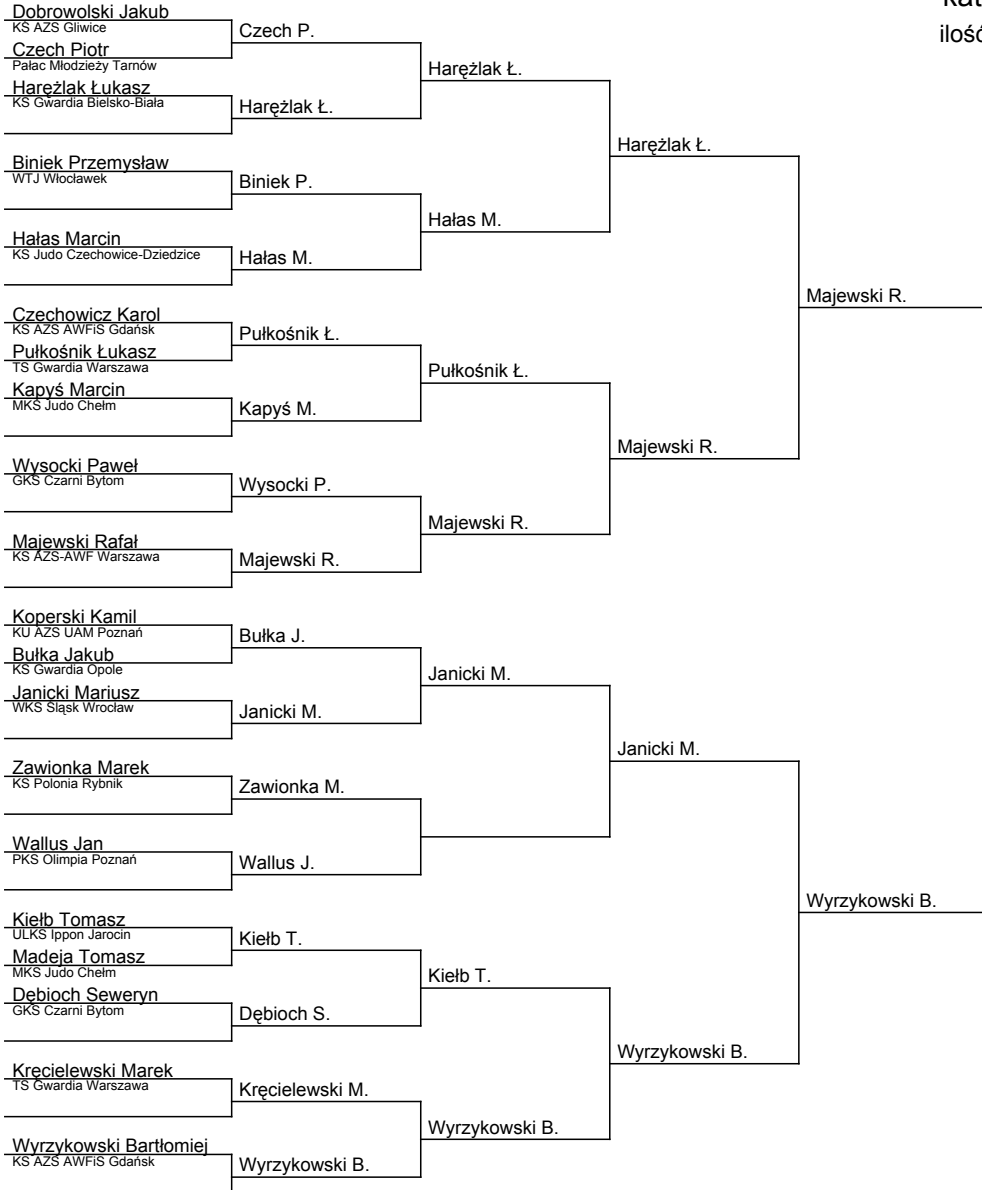 Dobrowolski Jakub
KS AZS Gliwice
Czech Piotr
Pałac Młodzieży Tarnów
Harężlak Łukasz
KS Gwardia Bielsko-Biała
Biniek Przemysław
WTJ Włocławek
Hałas Marcin
KS Judo Czechowice-Dziedzice
Czechowicz Karol
KS AZS AWFiS Gdańsk
Pułkośnik Łukasz
TS Gwardia Warszawa
Kapyś Marcin
MKS Judo Chełm
Wysocki Paweł
GKS Czarni Bytom
Majewski Rafał
KS AZS-AWF Warszawa
Koperski Kamil
KU AZS UAM Poznań
Bułka Jakub
KS Gwardia Opole
Janicki Mariusz
WKS Śląsk Wrocław
Zawionka Marek
KS Polonia Rybnik
Wallus Jan
PKS Olimpia Poznań
Kiełb Tomasz
ULKS Ippon Jarocin
Madeja Tomasz
MKS Judo Chełm
Dębioch Seweryn
GKS Czarni Bytom
Kręcielewski Marek
TS Gwardia Warszawa
Wyrzykowski Bartłomiej
KS AZS AWFiS Gdańsk
Czech P.
Harężlak Ł.
Biniek P.
Hałas M.
Pułkośnik Ł.
Kapyś M.
Wysocki P.
Majewski R.
Bułka J.
Janicki M.
Zawionka M.
Wallus J.
Kiełb T.
Dębioch S.
Kręcielewski M.
Wyrzykowski B.
Harężlak Ł.
Hałas M.
Pułkośnik Ł.
Majewski R.
Janicki M.
Kiełb T.
Wyrzykowski B.
Harężlak Ł.
Majewski R.
Janicki M.
Wyrzykowski B.
Majewski R.
Wyrzykowski B.